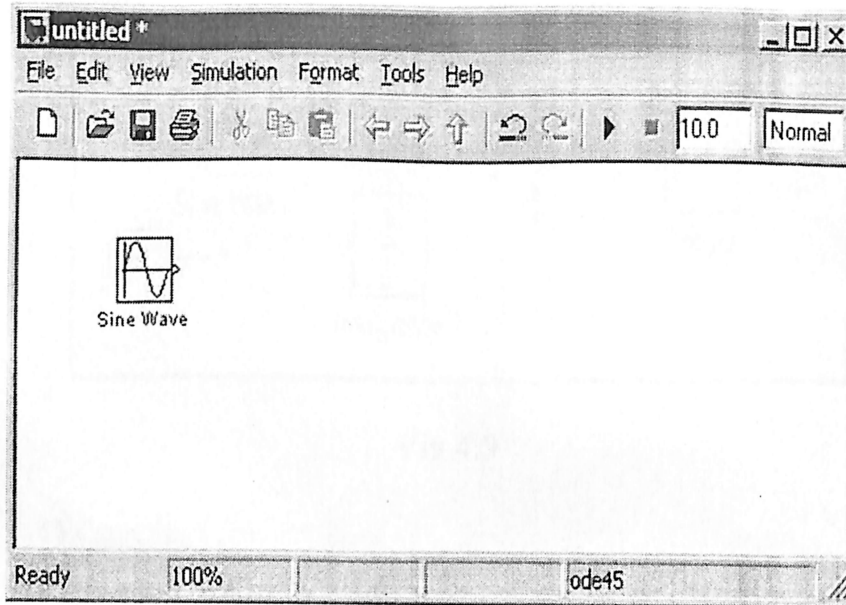 untitled *
File Edit View Simulation Format Tools Help
10.0 Normal
Sine Wave
Ready 100% ode45